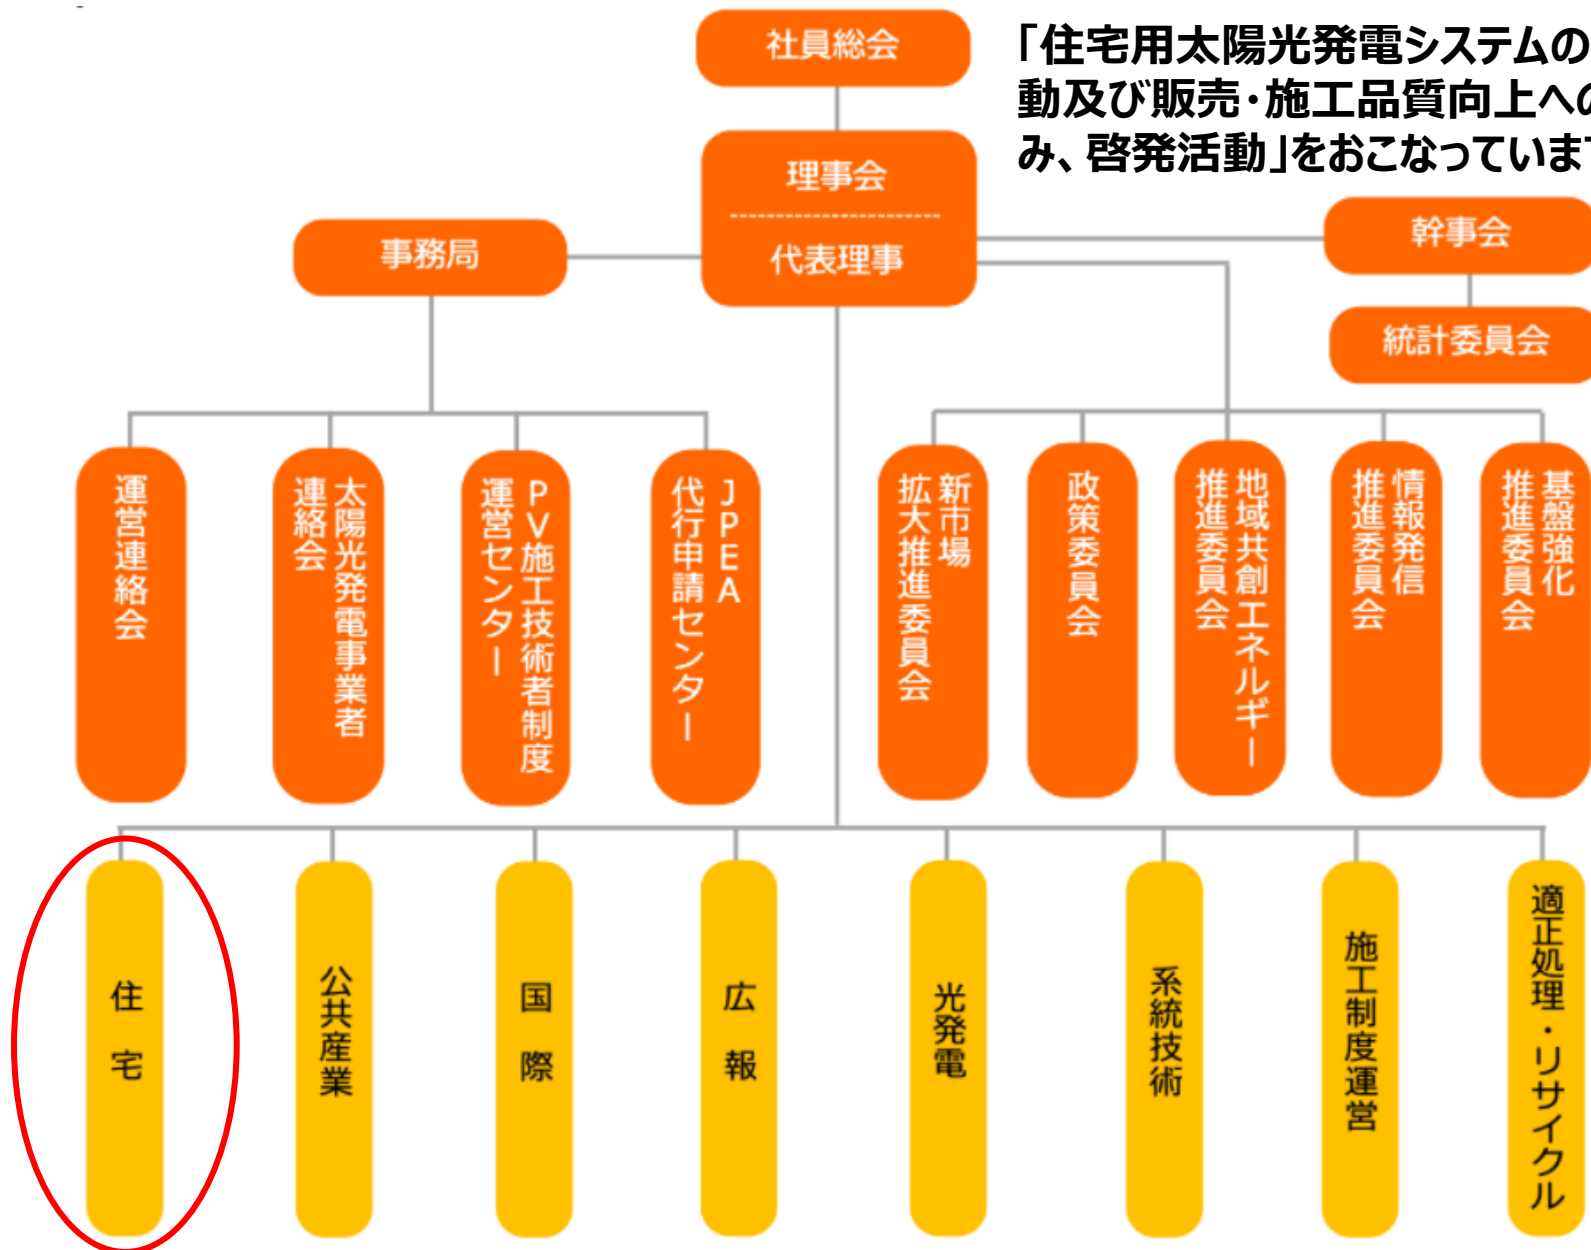 社員総会
「住宅用太陽光発電システムの
動及び販売・施工品質向上への
み、啓発活動」をおこなっています
理事会
代表理事
事務局
幹事会
統計委員会
運営連絡会
太陽光発電事業者
連絡会
PV施工技術者制度
運営センター
JPEA
代行申請センター
新市場
拡大推進委員会
政策委員会
地域共創エネルギー
推進委員会
情報発信
推進委員会
基盤強化
推進委員会
住宅
公共産業
国際
広報
光発電
系統技術
施工制度運営
適正処理・リサイクル